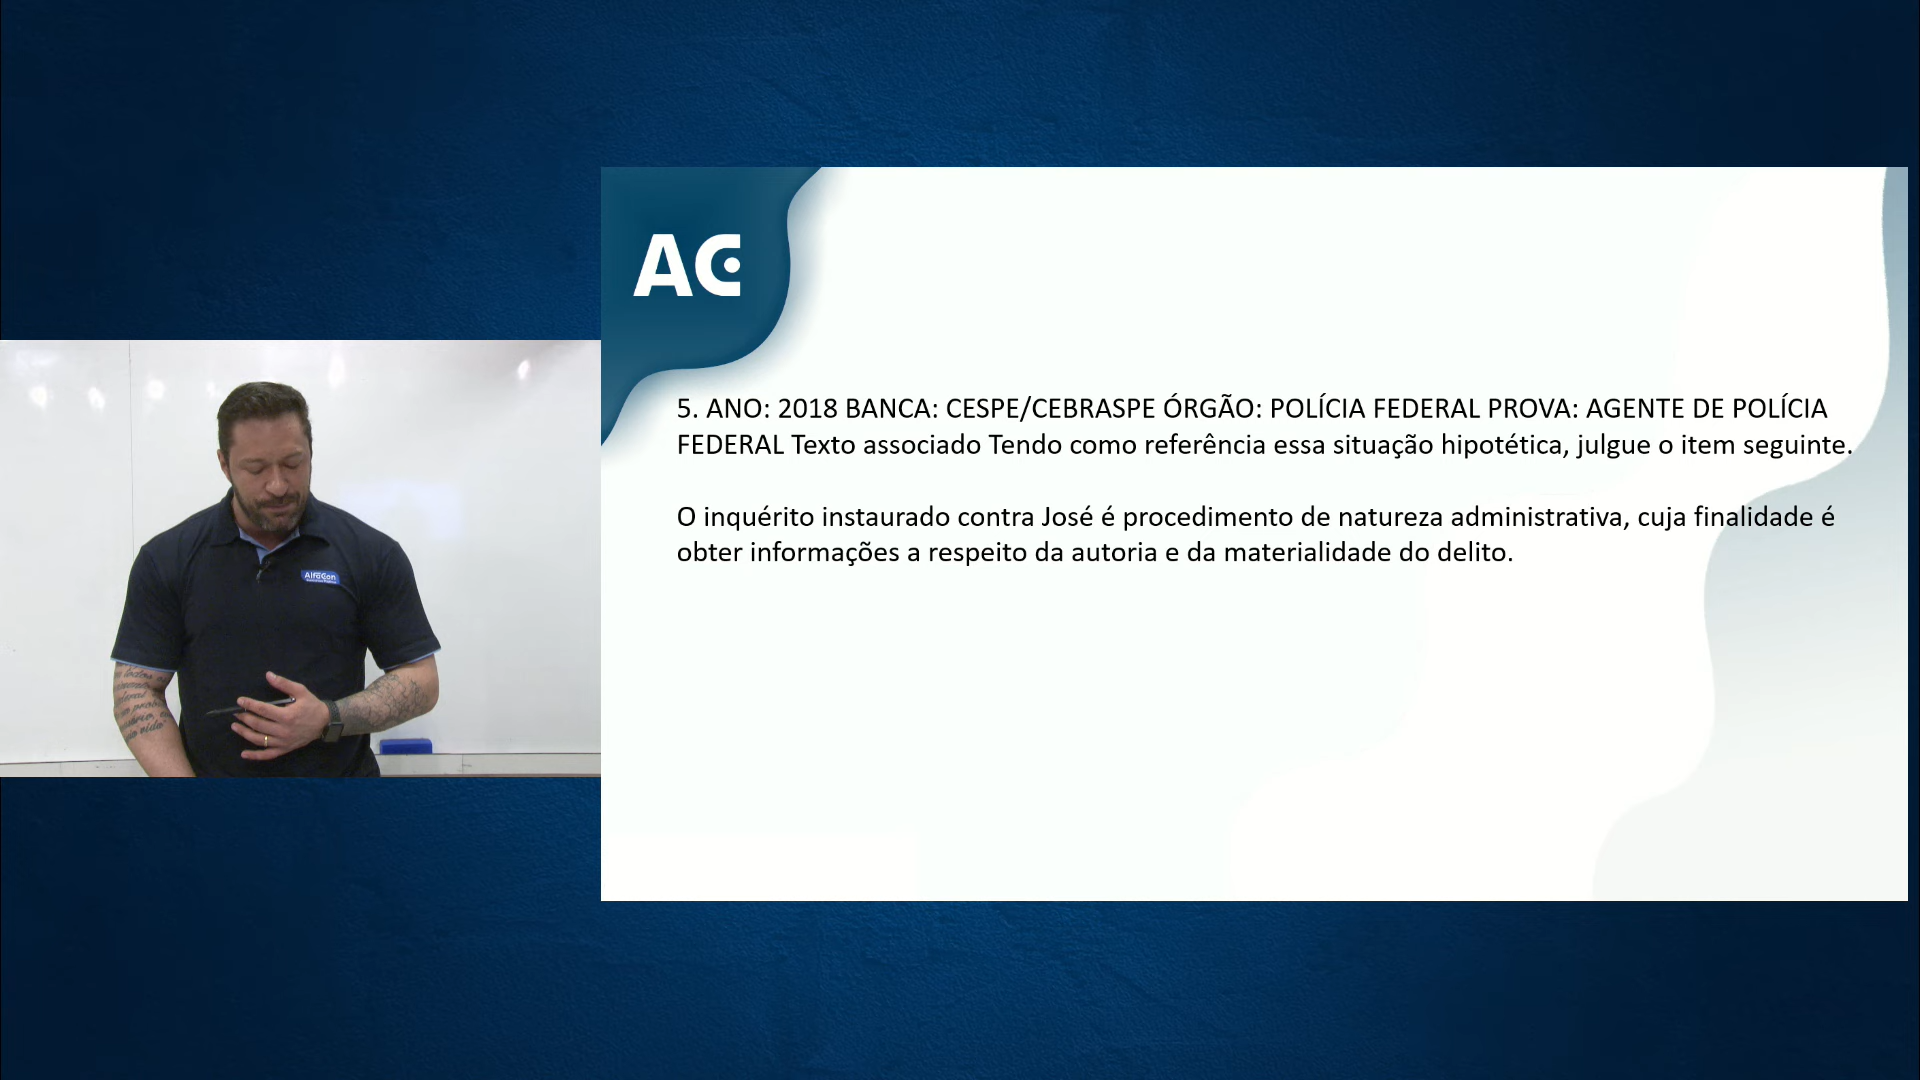 AC
5. ANO: 2018 BANCA: CESPE/CEBRASPE ÓRGÃO: POLÍCIA FEDERAL PROVA: AGENTE DE POLÍCIA
FEDERAL Texto associado Tendo como referência essa situação hipotética, julgue o item seguinte.
O inquérito instaurado contra José é procedimento de natureza administrativa, cuja finalidade é
obter informações a respeito da autoria e da materialidade do delito.
AlfaCon